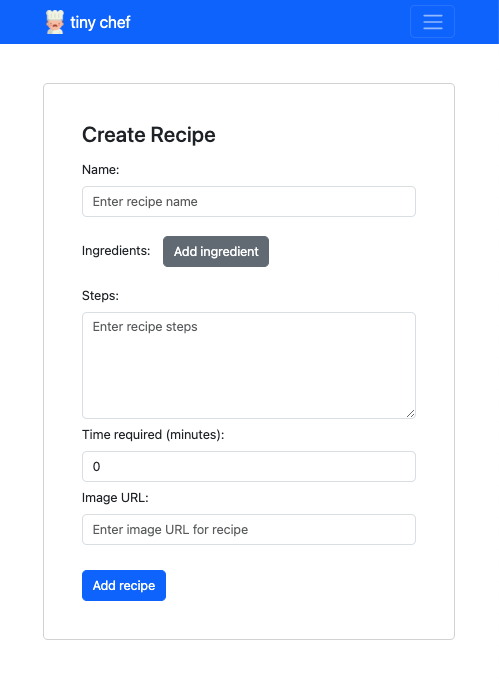 tiny chef
Create Recipe
Name:
Enter recipe name
Ingredients: Add ingredient
Steps:
Enter recipe steps
Time required (minutes):
0
Image URL:
Enter image URL for recipe
Add recipe